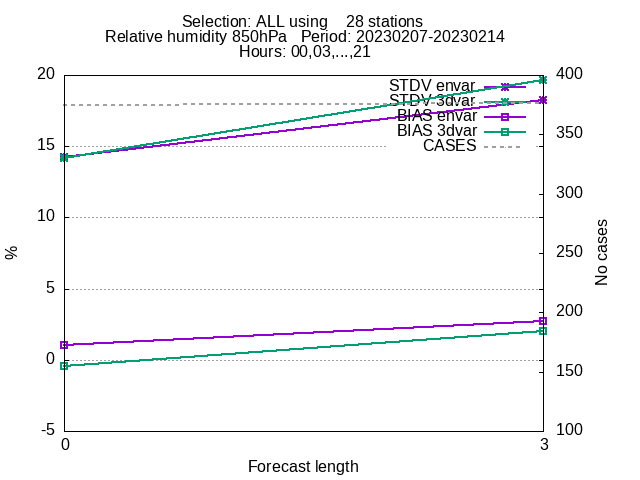 Selection: ALL using    28 stations
Relative humidity 850hPa   Period: 20230207-20230214
Hours: 00,03,...,21
20
15
10
5
0
-5
%
STDV envar
STDV 3dvar
BIAS envar
BIAS 3dvar
CASES
400
350
300
250
200
150
100
No cases
0
3
Forecast length